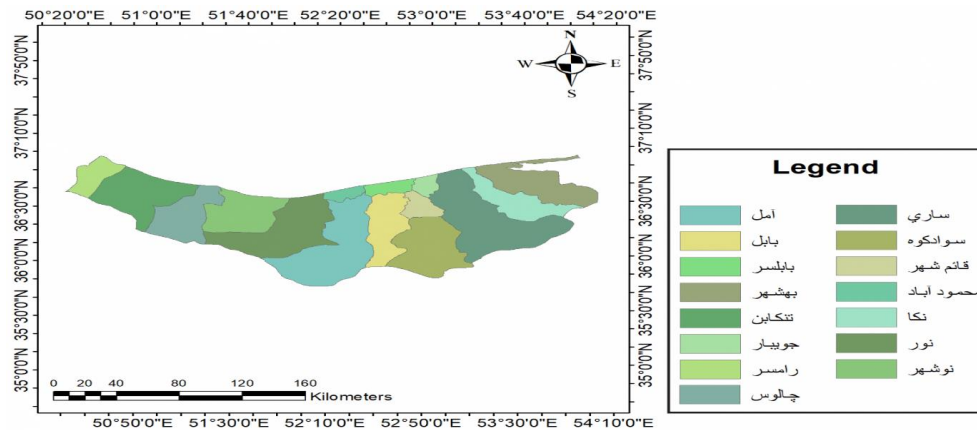 50°20'0"E 51°0'0"E 51°40'0"E 52°20'0"E 53°0'0"E 53°40'0"E 54°20'0"E
37°50'0"N
37°10'0"N
36°30'0"N
36°0'0"N
35°30'0"N
35°0'0"N
N
W E
S
37°50'0"N
37°10'0"N
36°30'0"N
36°0'0"N
35°30'0"N
35°0'0"N
0 10 20 40 80 120 160
Kilometers
50°50'0"E 51°30'0"E 52°10'0"E 52°50'0"E 53°30'0"E 54°10'0"E
Legend
آمل
بابل
بابلسر
بهشهر
تنکابن
جویبار
رامسر
چالوس
ساري
سوادکوه
قائم شهر
محمود آباد
نکا
نور
نوشهر